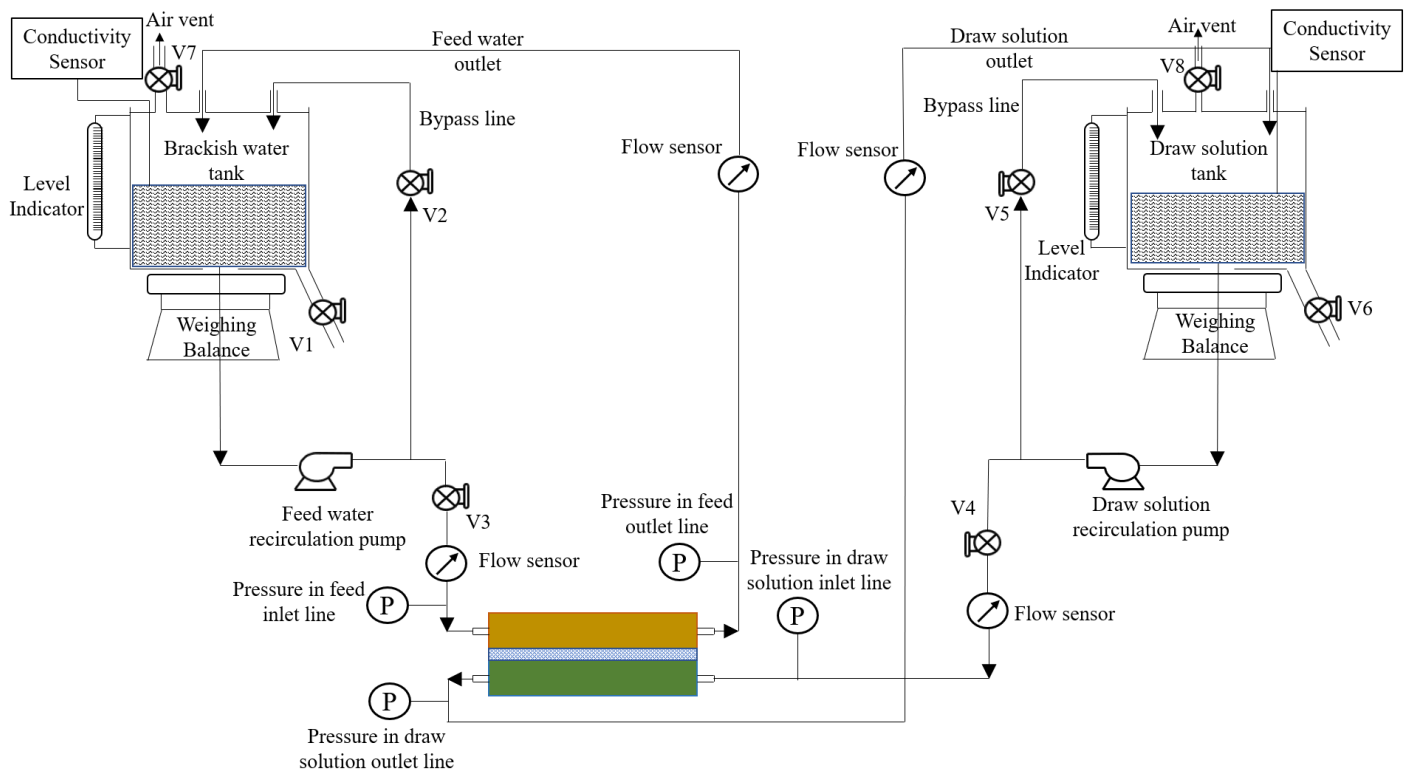 Conductivity
Sensor
Air vent
V7
Feed water
outlet
Bypass line
Brackish water
tank
Level
Indicator
V2
Weighing
Balance
V1
Flow sensor
Flow sensor
Draw solution
outlet
Air vent
V8
Conductivity
Sensor
Bypass line
Draw solution
tank
V5
Level
Indicator
Weighing
Balance
V6
Feed water
recirculation pump
V3
Flow sensor
Pressure in feed
inlet line
P
Pressure in feed
outlet line
P
Pressure in draw
solution inlet line
P
V4
Draw solution
recirculation pump
Flow sensor
P
Pressure in draw
solution outlet line